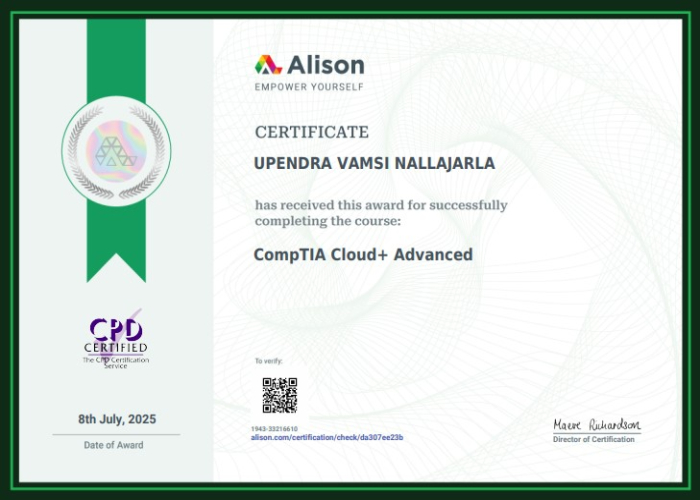 Alison
EMPOWER YOURSELF
CERTIFICATE
UPENDRA VAMSI NALLAJARLA
has received this award for successfully
completing the course:
CompTIA Cloud+ Advanced
CPD
CERTIFIED
The CPD Certification
Service
To verify:
1943-33216610
alison.com/certification/check/da307ee23b
8th July, 2025
Date of Award
Maeve Richardson
Director of Certification